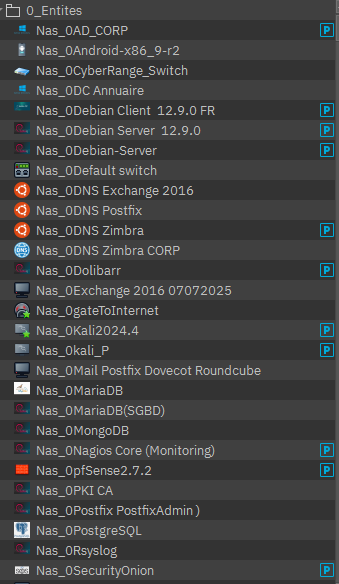 0_Entites
Nas_0AD_CORP P
Nas_0Android-x86_9-r2
Nas_0CyberRange_Switch
Nas_0DC Annuaire
Nas_0Debian Client 12.9.0 FR P
Nas_0Debian Server 12.9.0 P
Nas_0Debian-Server P
Nas_0Default switch
Nas_0DNS Exchange 2016
Nas_0DNS Postfix
Nas_0DNS Zimbra P
DNS Nas_0DNS Zimbra CORP
Nas_0Dolibarr P
Nas_0Exchange 2016 07072025
Nas_0gateToInternet
Nas_0Kali2024.4 P
Nas_0kali_P P
Nas_0Mail Postfix Dovecot Roundcube
Nas_0MariaDB
Nas_0MariaDB(SGBD)
Nas_0MongoDB
Nas_0Nagios Core (Monitoring) P
Nas_0pfSense2.7.2 P
Nas_0PKI CA
Nas_0Postfix PostfixAdmin )
Nas_0PostgreSQL
Nas_0Rsyslog
Nas_0SecurityOnion P